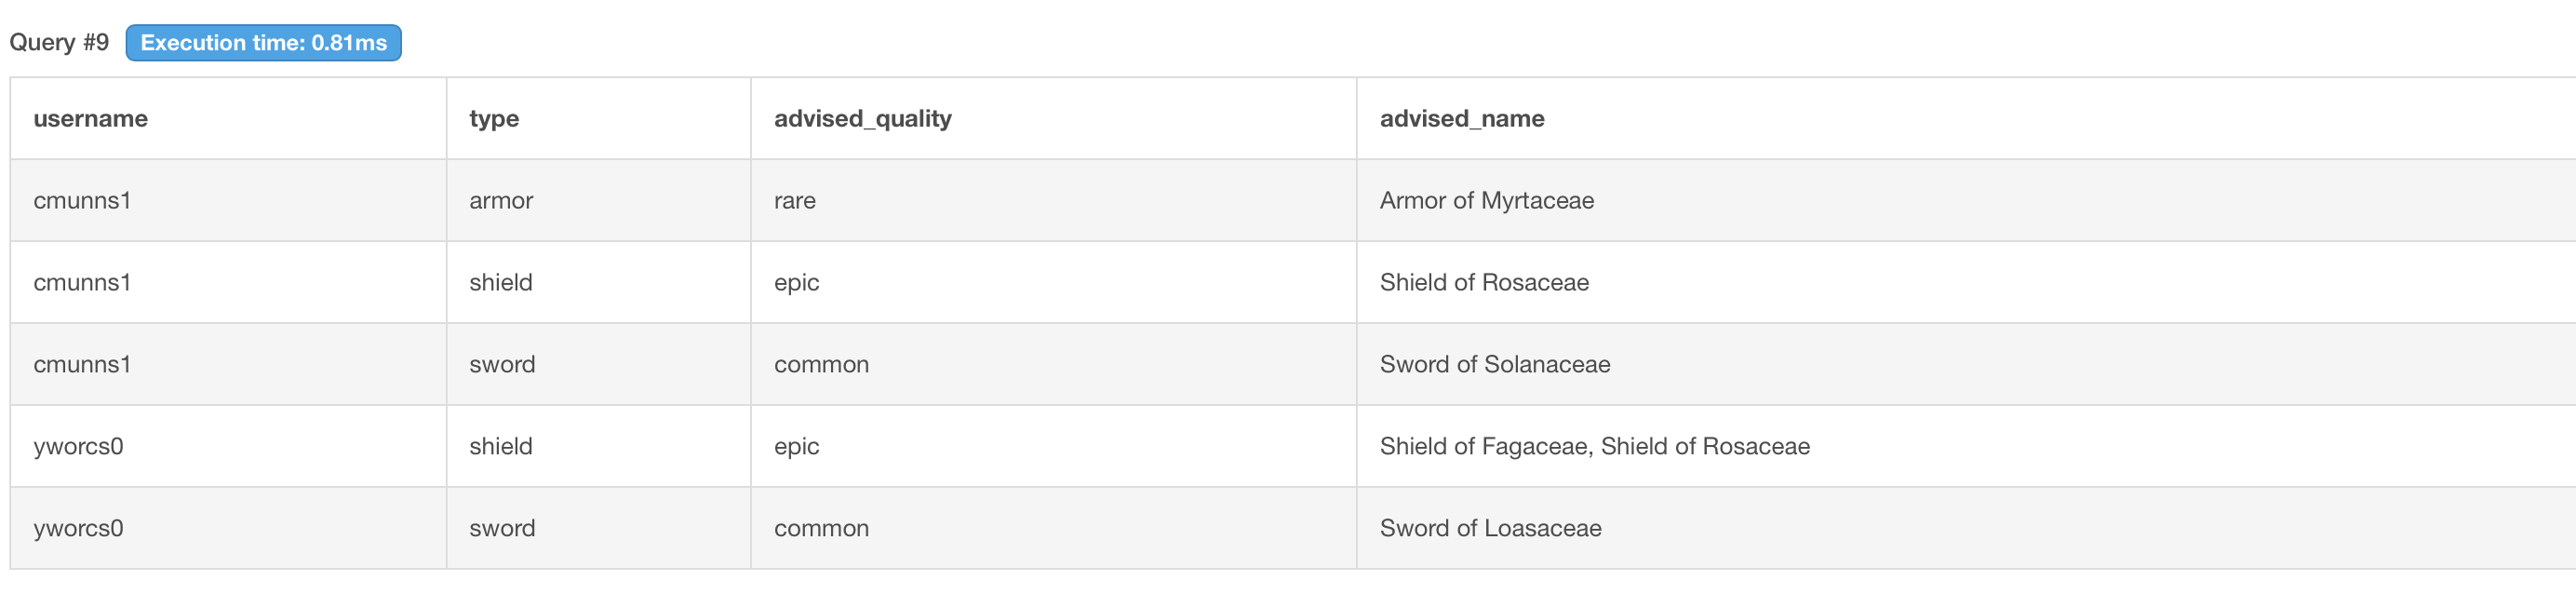 Query #9 Execution time: 0.81ms
username type advised_quality advised_name
cmunns1 armor rare Armor of Myrtaceae
cmunns1 shield epic Shield of Rosaceae
cmunns1 sword common Sword of Solanaceae
yworcs0 shield epic Shield of Fagaceae, Shield of Rosaceae
yworcs0 sword common Sword of Loasaceae